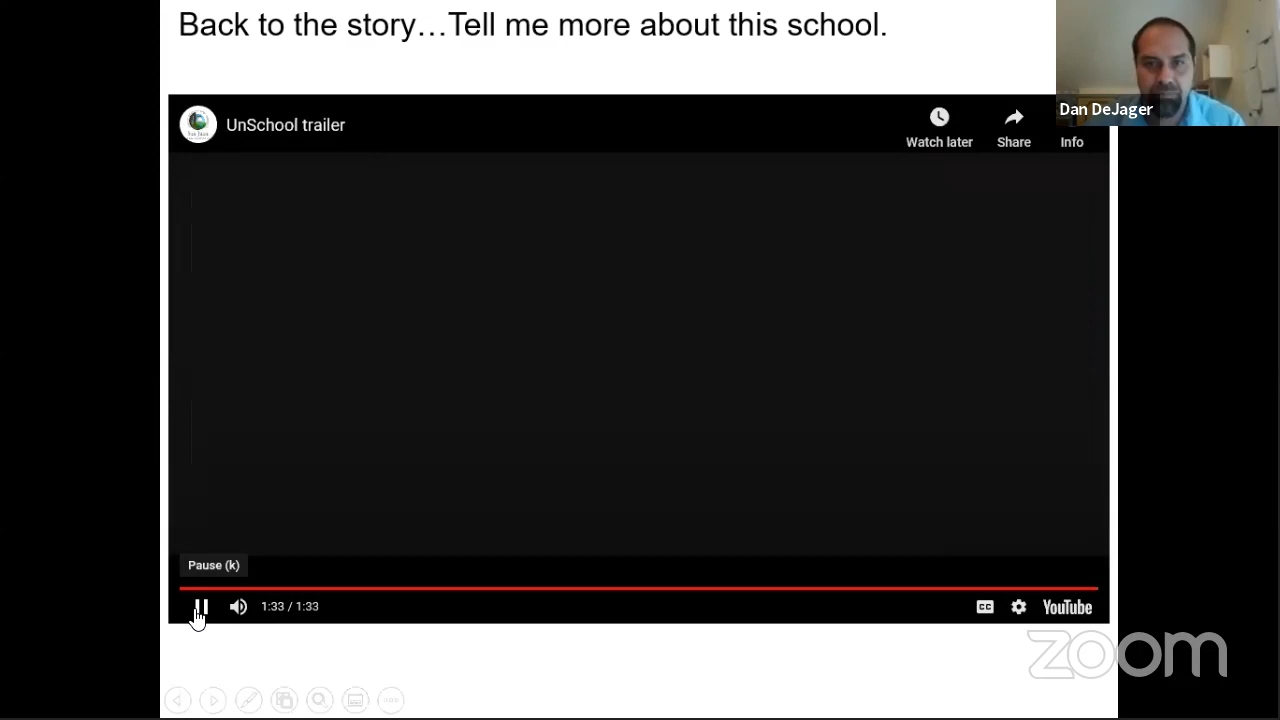 Back to the story…Tell me more about this school.
UnSchool trailer
Watch later
Share
Info
Dan DeJager
Pause (k)
1:33 / 1:33
CC
YouTube
zoom